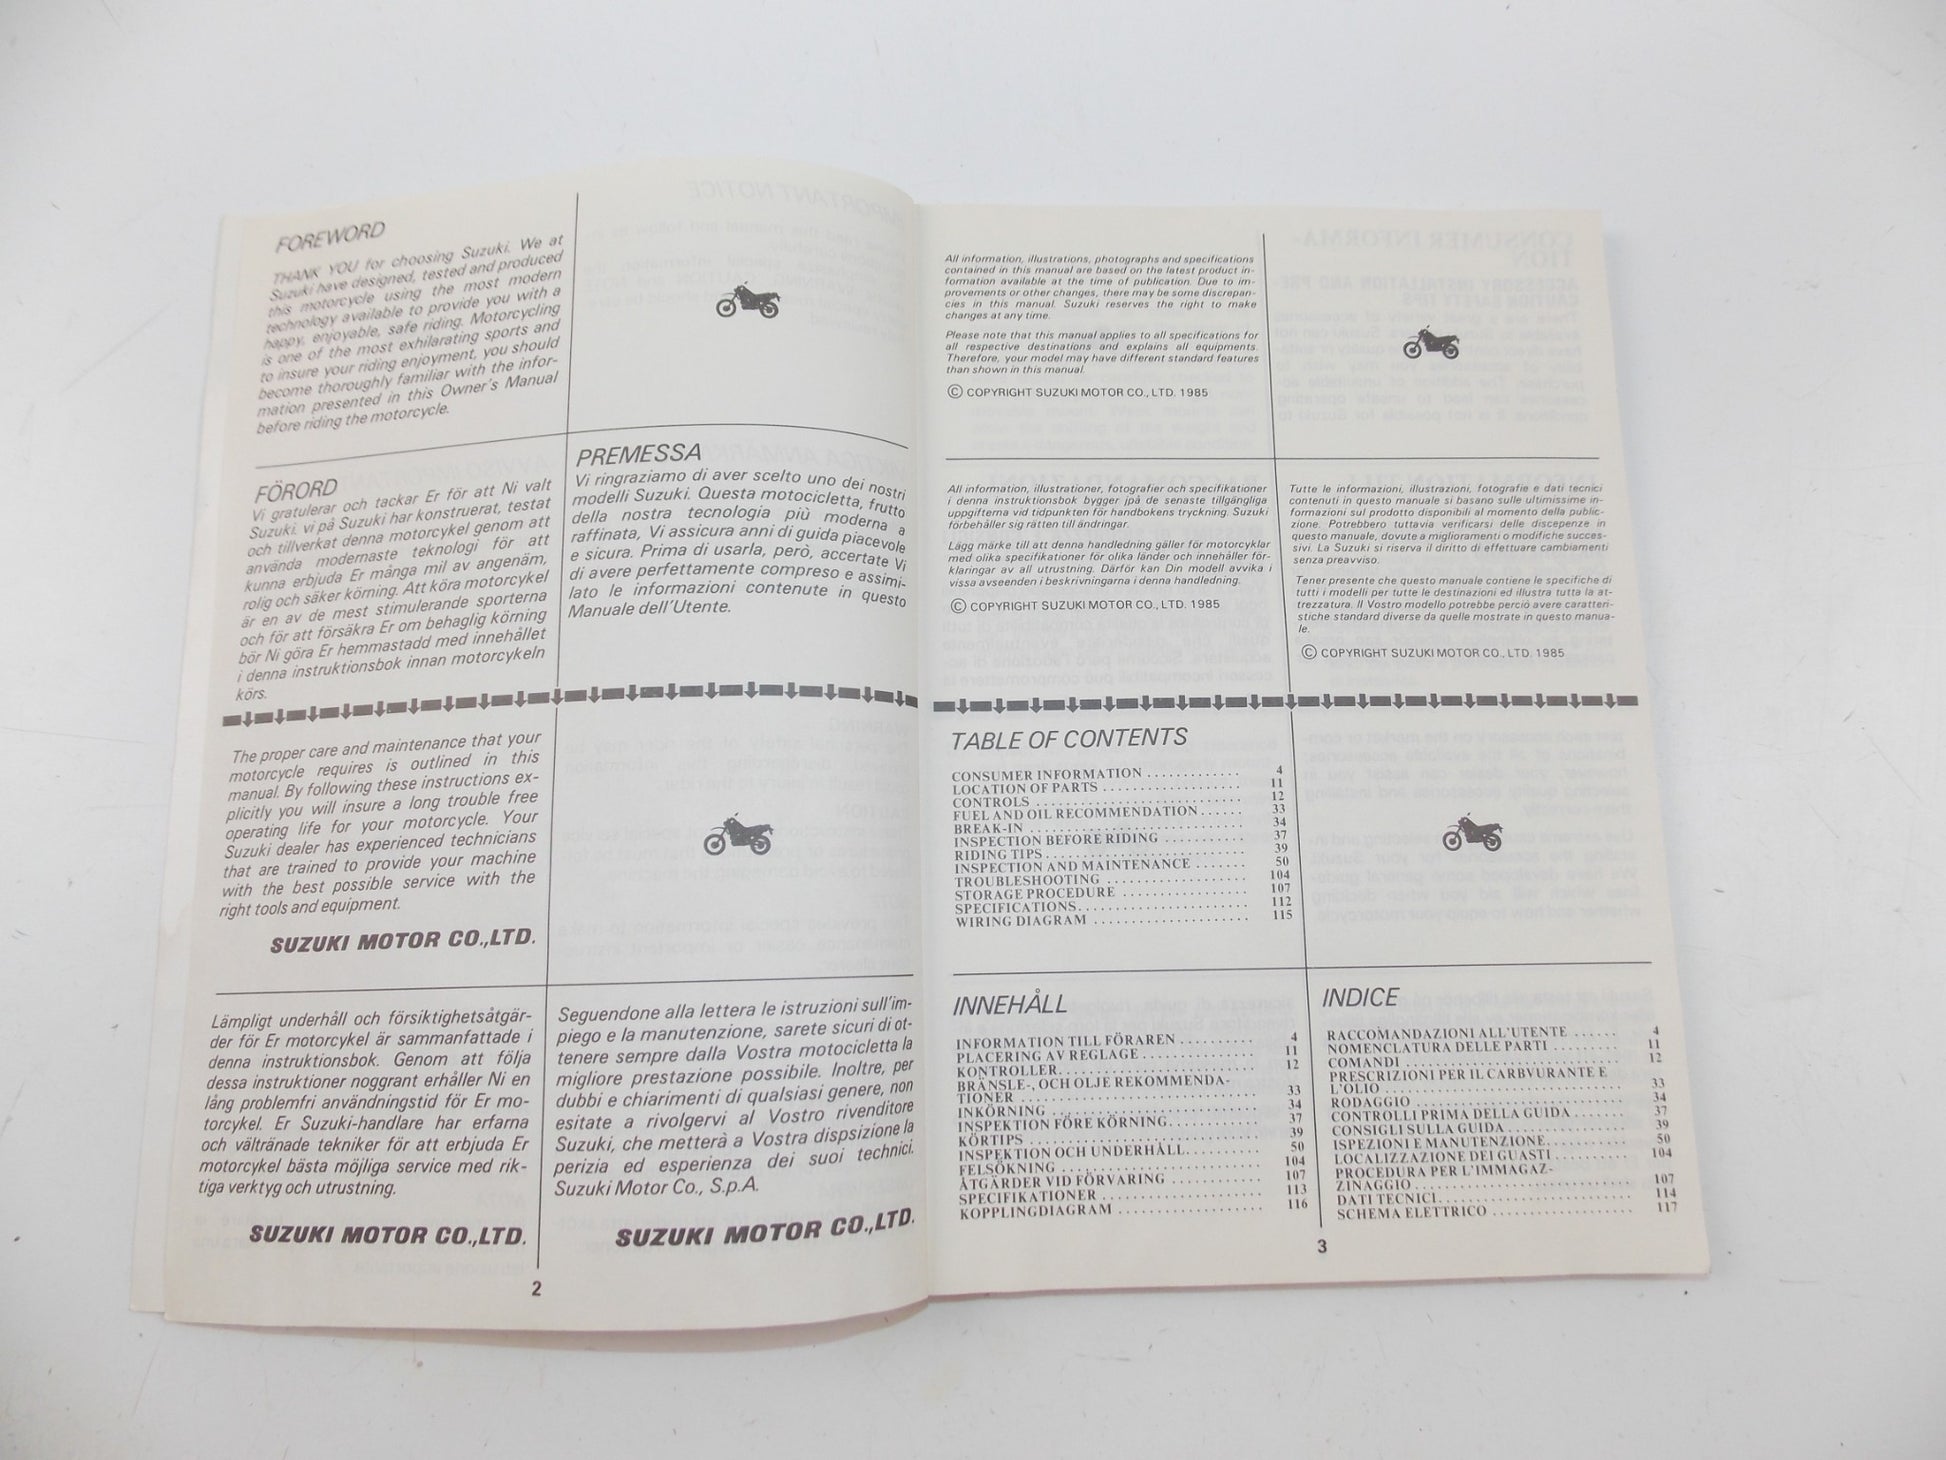 FOREWORD
THANK YOU for choosing Suzuki. We at
Suzuki have designed, tested and produced
this motorcycle using the most modern
technology available to provide you with a
happy, enjoyable, safe riding. Motorcycling
is one of the most exhilarating sports and
to insure your riding enjoyment, you should
become thoroughly familiar with the infor-
mation presented in this Owner's Manual
before riding the motorcycle.
FÖRORD
Vi gratulerar och tackar Er för att Ni valt
Suzuki. vi på Suzuki har konstruerat, testat
och tillverkat denna motorcykel genom att
använda modernaste teknologi för att
kunna erbjuda Er många mil av angenäm,
rolig och säker körning. Att köra motorcykel
är en av de mest stimulerande sporterna
och för att försäkra Er om behaglig körning
bör Ni göra Er hemmastadd med innehållet
i denna instruktionsbok innan motorcykeln
körs.
PREMESSA
Vi ringraziamo di aver scelto uno dei nostri
modelli Suzuki. Questa motocicletta, frutto
della nostra tecnologia più moderna a
raffinata, Vi assicura anni di guida piacevole
e sicura. Prima di usarla, però, accertate Vi
di avere perfettamente compreso e assimi-
lato le informazioni contenute in questo
Manuale dell'Utente.
The proper care and maintenance that your
motorcycle requires is outlined in this
manual. By following these instructions ex-
plicitly you will insure a long trouble free
operating life for your motorcycle. Your
Suzuki dealer has experienced technicians
that are trained to provide your machine
with the best possible service with the
right tools and equipment.
SUZUKI MOTOR CO.,LTD.
Lämpligt underhåll och försiktighetsåtgär-
der för Er motorcykel är sammanfattade i
denna instruktionsbok. Genom att följa
dessa instruktioner noggrant erhåller Ni en
lång problemfri användningstid för Er mo-
torcykel. Er Suzuki-handlare har erfarna
och vältränade tekniker för att erbjuda Er
motorcykel bästa möjliga service med rik-
tiga verktyg och utrustning.
SUZUKI MOTOR CO.,LTD.
Seguendone alla lettera le istruzioni sull'im-
piego e la manutenzione, sarete sicuri di ot-
tenere sempre dalla Vostra motocicletta la
migliore prestazione possibile. Inoltre, per
dubbi e chiarimenti di qualsiasi genere, non
esitate a rivolgervi al Vostro rivenditore
Suzuki, che metterà a Vostra dispsizione la
perizia ed esperienza dei suoi technici.
Suzuki Motor Co., S.p.A.
SUZUKI MOTOR CO.,LTD.
2
All information, illustrations, photographs and specifications
contained in this manual are based on the latest product in-
formation available at the time of publication. Due to im-
provements or other changes, there may be some discrepan-
cies in this manual. Suzuki reserves the right to make
changes at any time.
Please note that this manual applies to all specifications for
all respective destinations and explains all equipments.
Therefore, your model may have different standard features
than shown in this manual.
© COPYRIGHT SUZUKI MOTOR CO., LTD. 1985
All information, illustrationer, fotografier och specifikationer
i denna instruktionsbok bygger jpå de senaste tillgängliga
uppgifterna vid tidpunkten för handbokens tryckning. Suzuki
förbehåller sig rätten till ändringar.
Lägg märke till att denna handledning gäller för motorcyklar
med olika specifikationer för olika länder och innehåller för-
klaringar av all utrustning. Därför kan Din modell avvika i
vissa avseenden i beskrivningarna i denna handledning.
© COPYRIGHT SUZUKI MOTOR CO., LTD. 1985
Tutte le informazioni, illustrazioni, fotografie e dati tecnici
contenuti in questo manuale si basano sulle ultimissime in-
formazioni sul prodotto disponibili al momento della public-
zione. Potrebbero tuttavia verificarsi delle discepenze in
questo manuale, dovute a miglioramenti o modifiche succes-
sivi. La Suzuki si riserva il diritto di effettuare cambiamenti
senza preavviso.
Tener presente che questo manuale contiene le specifiche di
tutti i modelli per tutte le destinazioni ed illustra tutta la at-
trezzatura. Il Vostro modello potrebbe perciò avere caratteri-
stiche standard diverse da quelle mostrate in questo manua-
le.
© COPYRIGHT SUZUKI MOTOR CO., LTD. 1985
TABLE OF CONTENTS
CONSUMER INFORMATION ............. 4
LOCATION OF PARTS ................... 11
CONTROLS ............................ 12
FUEL AND OIL RECOMMENDATION ...... 33
BREAK-IN ............................. 34
INSPECTION BEFORE RIDING ........... 37
RIDING TIPS ........................... 39
INSPECTION AND MAINTENANCE ....... 50
TROUBLESHOOTING ................... 104
STORAGE PROCEDURE ................. 107
SPECIFICATIONS ....................... 112
WIRING DIAGRAM ..................... 115
INNEHÅLL
INFORMATION TILL FÖRAREN .......... 4
PLACERING AV REGLAGE ............... 11
KONTROLLER .......................... 12
BRÄNSLE-, OCH OLJE REKOMMENDA-
TIONER ............................... 33
INKÖRNING ........................... 34
INSPEKTION FÖRE KÖRNING ........... 37
KÖRTIPS .............................. 39
INSPEKTION OCH UNDERHÅLL ......... 50
FELSÖKNING .......................... 104
ÅTGÄRDER VID FÖRVARING ............ 107
SPECIFIKATIONER ..................... 113
KOPPLINGDIAGRAM ................... 116
INDICE
RACCOMANDAZIONI ALL'UTENTE ...... 4
NOMENCLATURA DELLE PARTI ......... 11
COMANDI ............................. 12
PRESCRIZIONI PER IL CARBVURANTE E
L'OLIO ................................ 33
RODAGGIO ............................ 34
CONTROLLI PRIMA DELLA GUIDA ....... 37
CONSIGLI SULLA GUIDA ............... 39
ISPEZIONI E MANUTENZIONE ........... 50
LOCALIZZAZIONE DEI GUASTI .......... 104
PROCEDURA PER L'IMMAGAZ-
ZINAGGIO ............................. 107
DATI TECNICI .......................... 114
SCHEMA ELETTRICO ................... 117
3